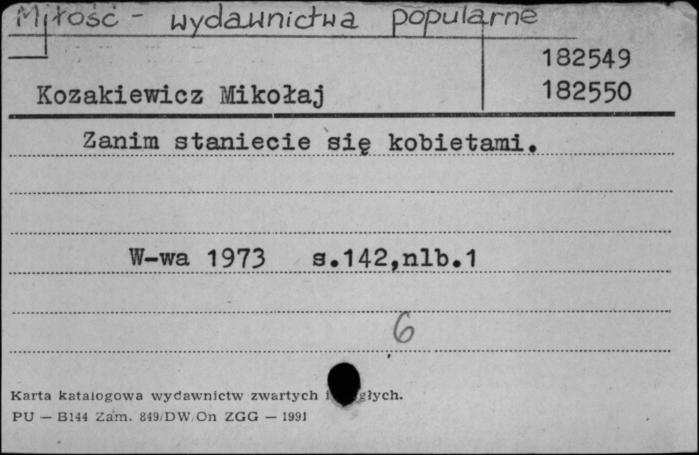 Miłość - wydawnictwa popularne
182549
Kozakiewicz Mikołaj 182550
Zanim staniecie się kobietami.
W-wa 1973 s.142,nlb.1
6
Karta katalogowa wydawnictw zwartych i
PU — B144 Zam. 849/DW/On ZGG — 1991